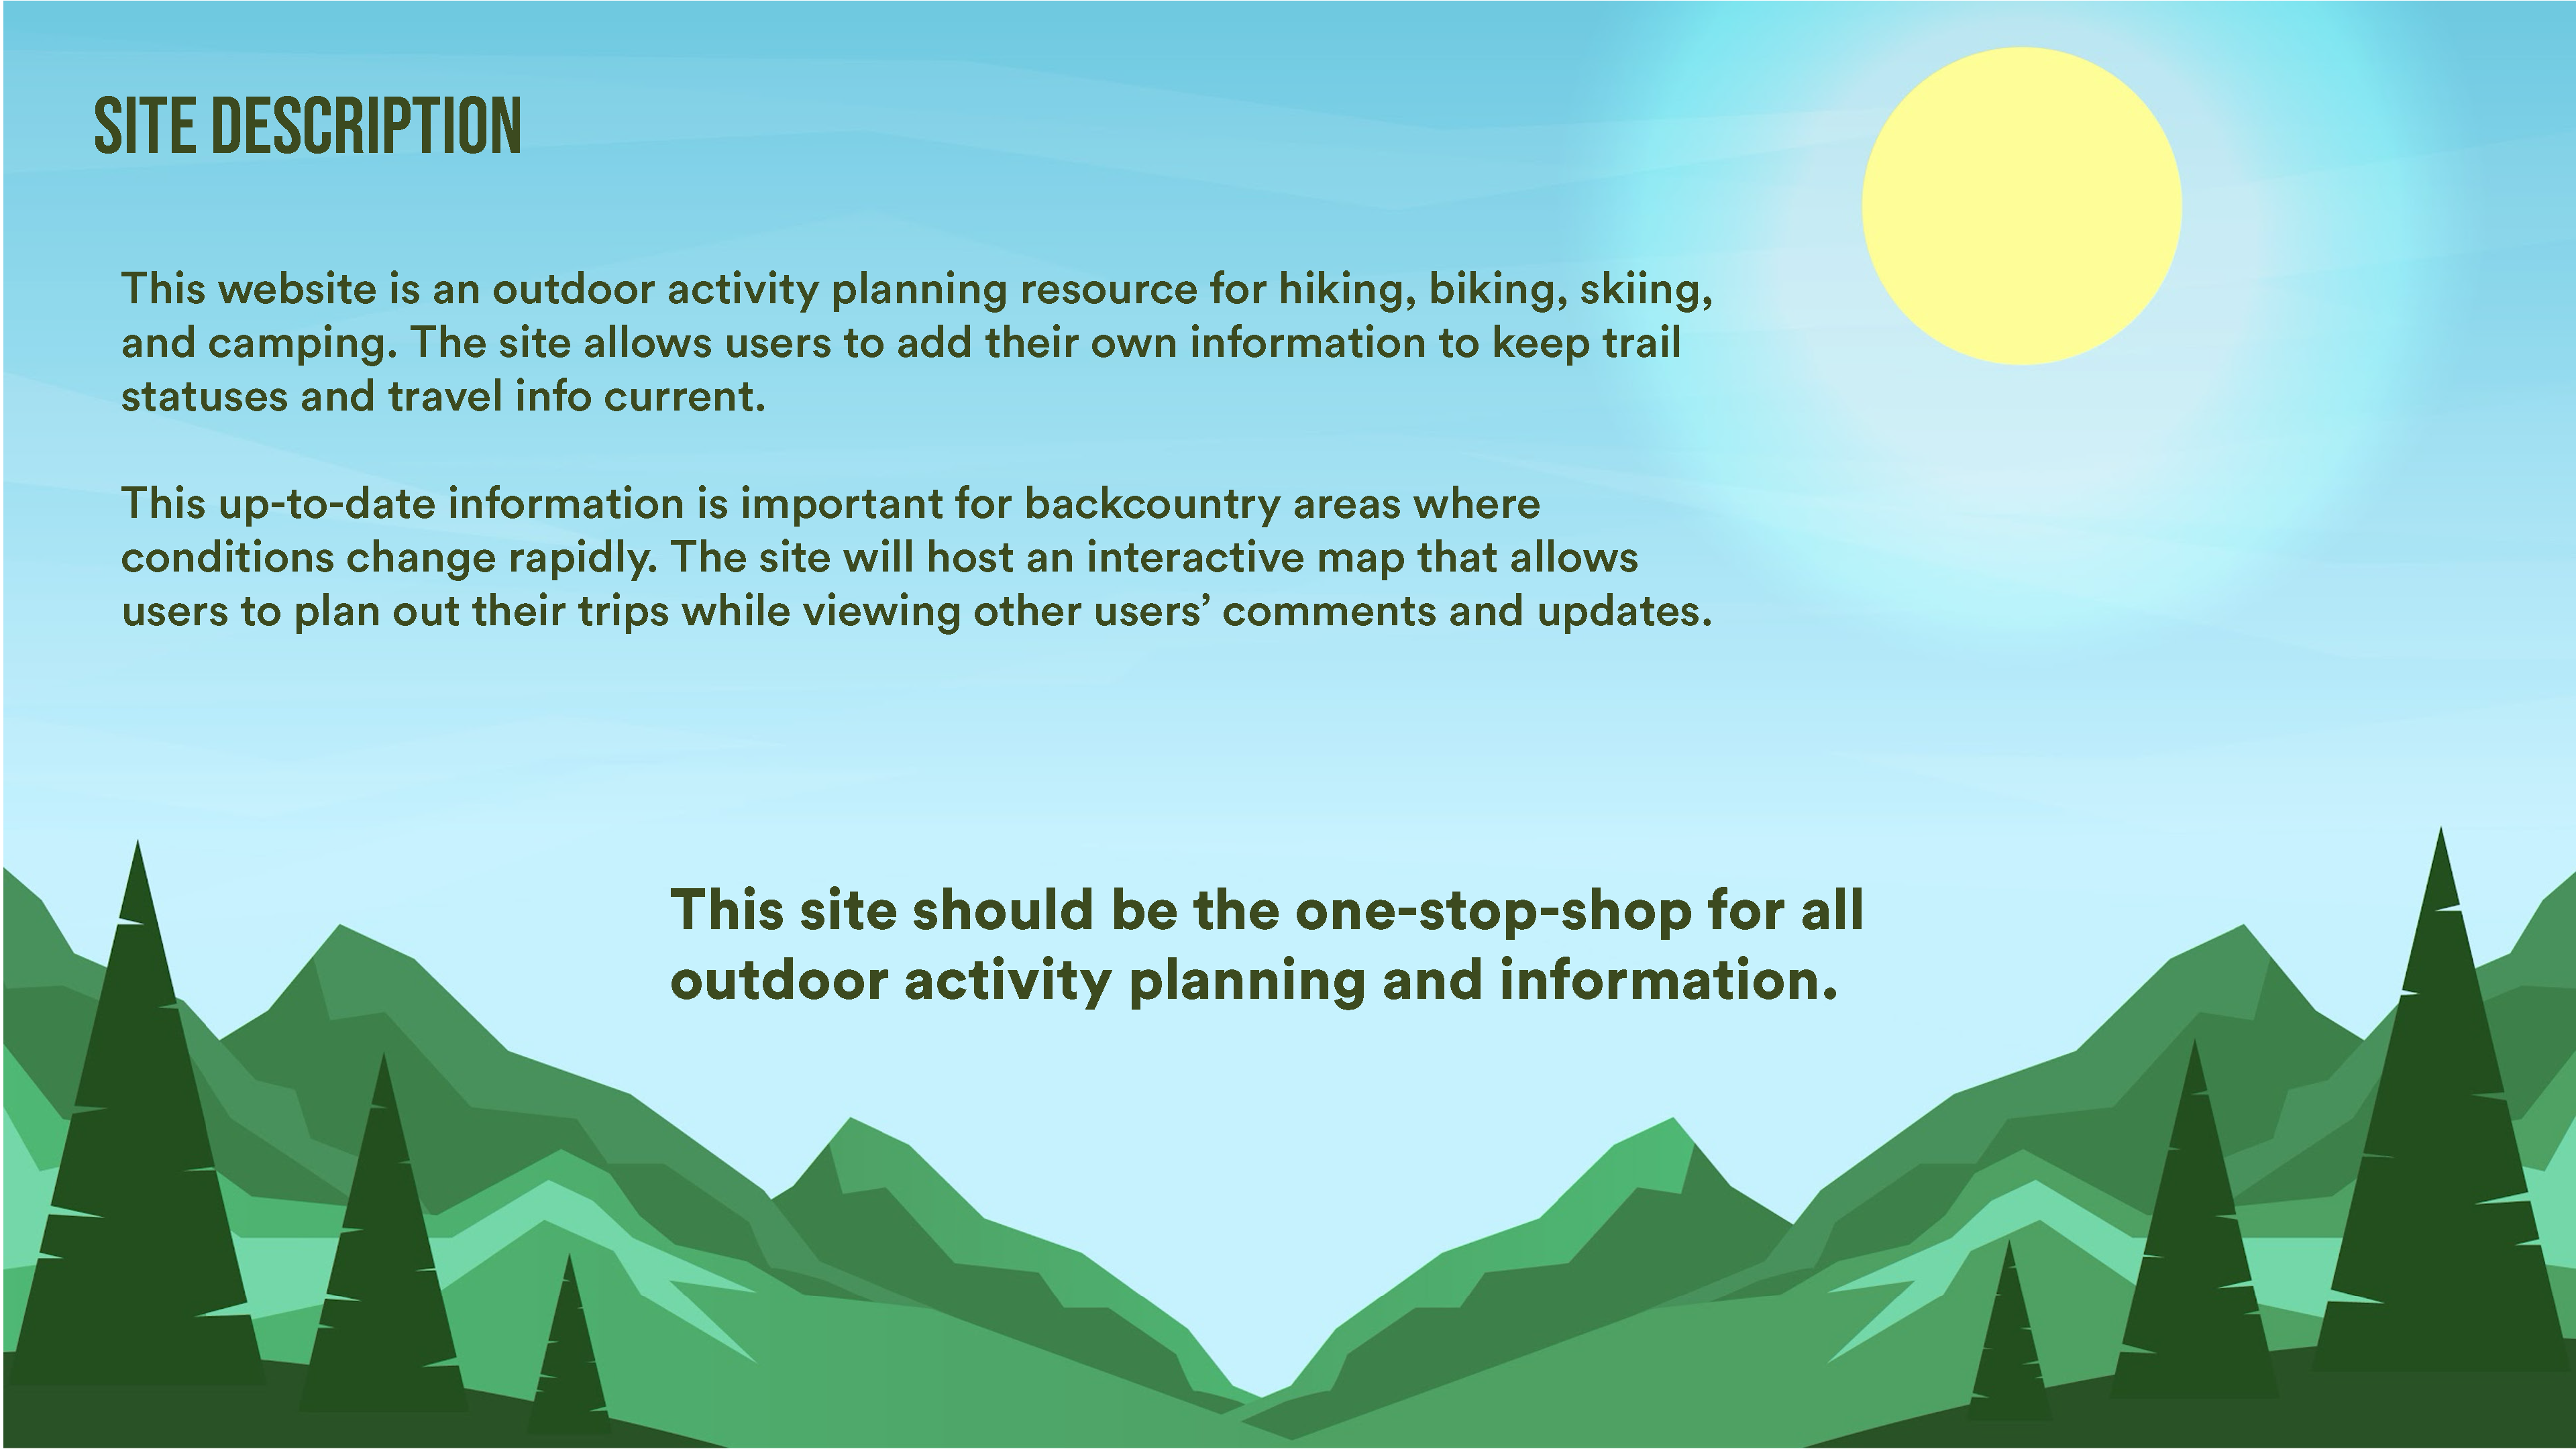 SITE DESCRIPTION
This website is an outdoor activity planning resource for hiking, biking, skiing,
and camping. The site allows users to add their own information to keep trail
statuses and travel info current.
This up-to-date information is important for backcountry areas where
conditions change rapidly. The site will host an interactive map that allows
users to plan out their trips while viewing other users’ comments and updates.
This site should be the one-stop-shop for all
outdoor activity planning and information.